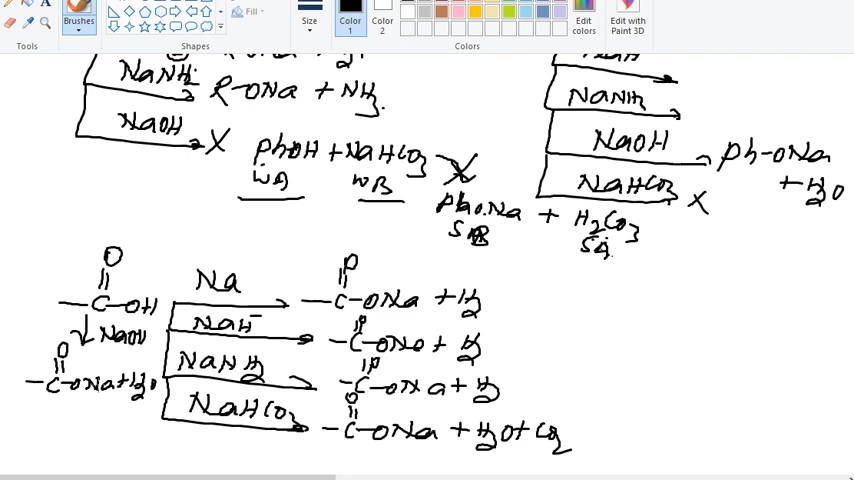 Brushes
Fill
Size
Color 1
Color 2
Edit colors
Edit with Paint 3D
Tools
Shapes
Colors
NaNH2
R-ONa + NH3.
NaOH X
NaNH2
NaOH
Ph-ONa + H2O
NaHCO3 X
PhOH + NaHCO3 X
WA WB
PhO.Na + H2CO3
SB SA.
O
-C-OH
NaOH
O
-C-ONa + H2O
Na
O
-C-ONa + H2
NaH
O
-C-ONa + H2
NaNH2
O
-C-ONa + H2
NaHCO3
O
-C-ONa + H2O + CO2